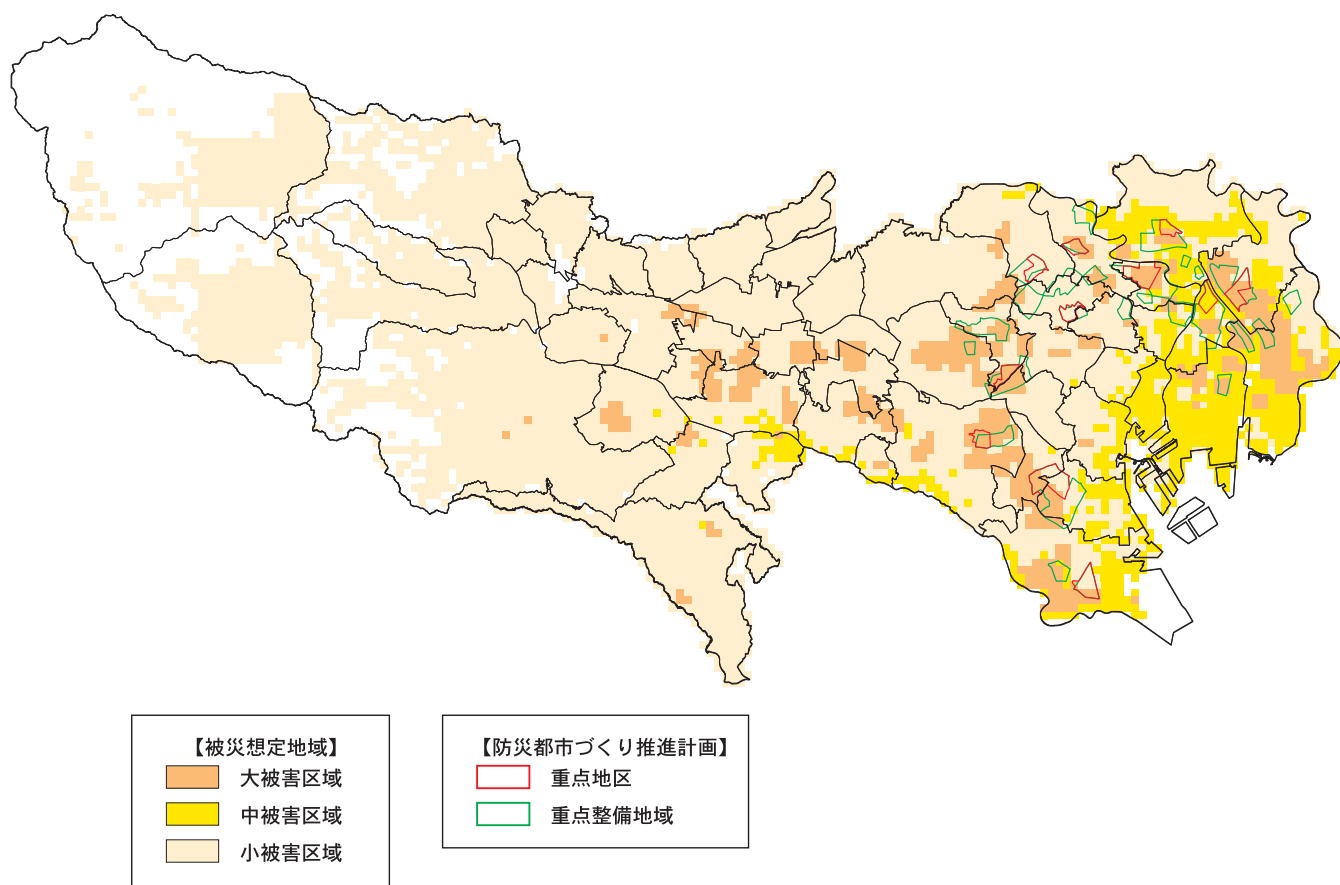 【被災想定地域】
大被害区域
中被害区域
小被害区域
【防災都市づくり推進計画】
重点地区
重点整備地域